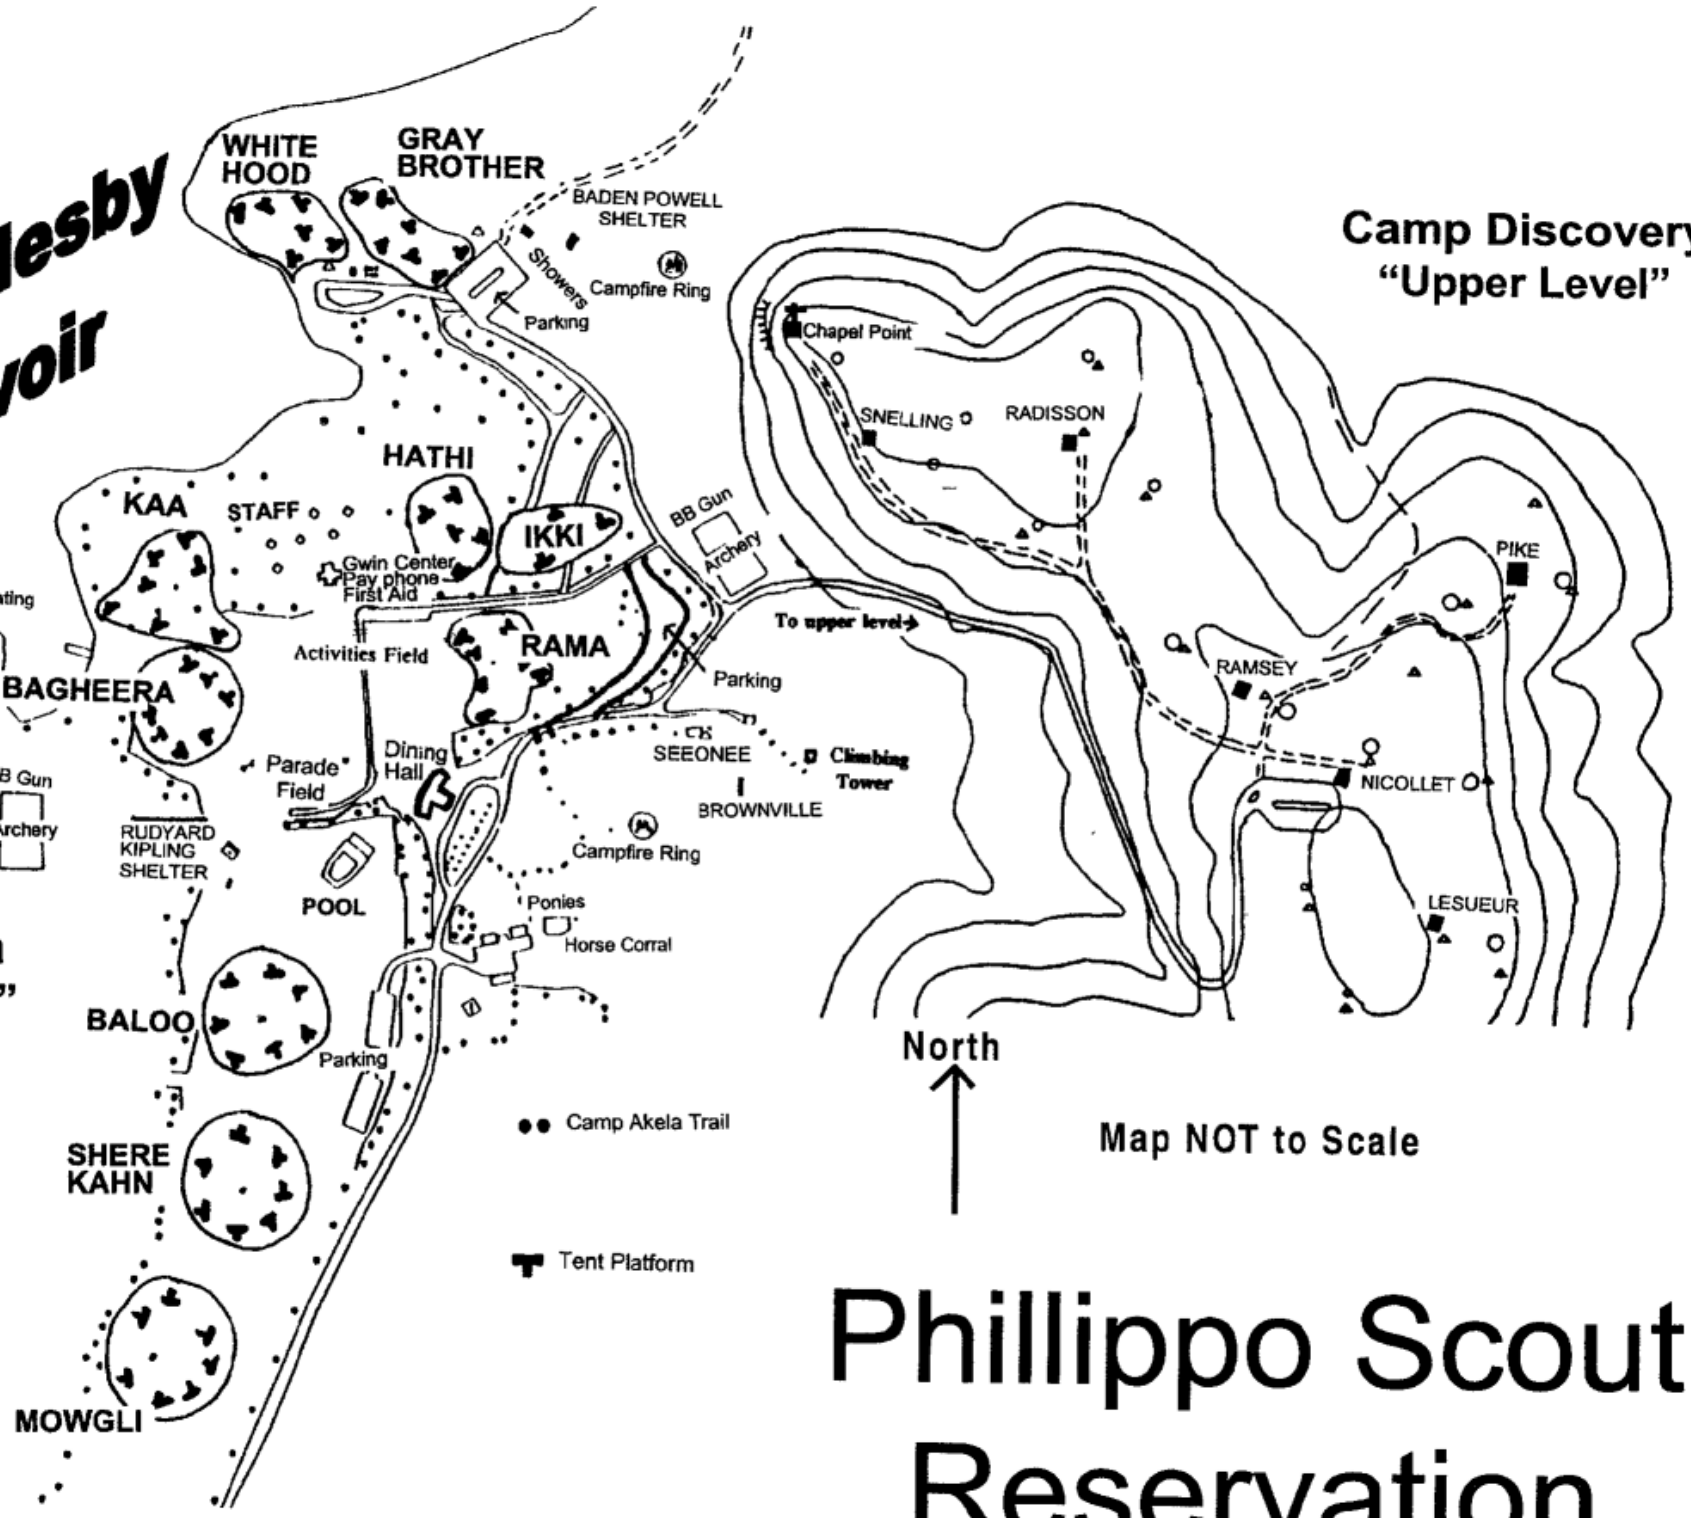 WHITE
HOOD
GRAY
BROTHER
BADEN POWELL
SHELTER
Showers
Campfire Ring
Parking
Camp Discovery
“Upper Level”
Chapel Point
SNELLING
RADISSON
HATHI
KAA
STAFF
IKKI
BB Gun
Archery
Gwin Center
Pay phone
First Aid
PIKE
To upper level
Activities Field
RAMA
Parking
RAMSEY
BAGHEERA
SEEONEE
Climbing
Tower
BROWNVILLE
NICOLLET
Parade
Field
Dining
Hall
B Gun
Archery
RUDYARD
KIPLING
SHELTER
Campfire Ring
POOL
Ponies
Horse Corral
LESUEUR
BALOO
Parking
North
Camp Akela Trail
Map NOT to Scale
SHERE
KAHN
Tent Platform
MOWGLI
Phillippo Scout
Reservation